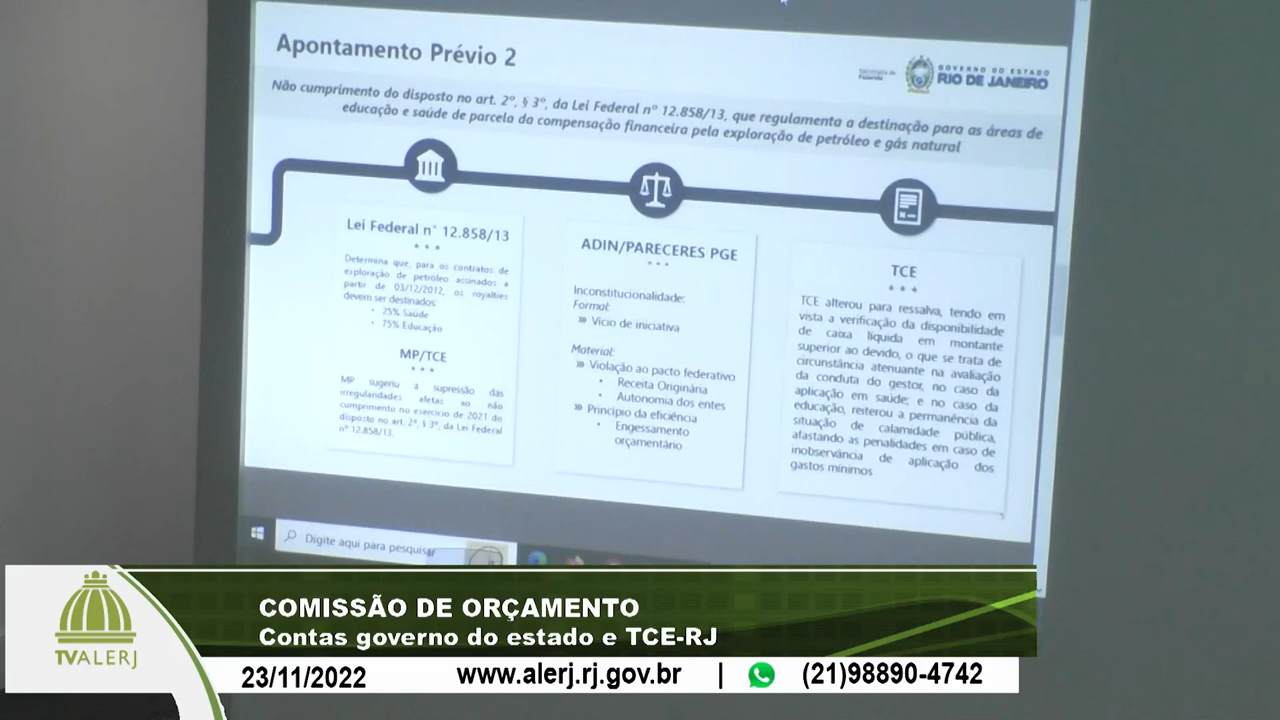 Apontamento Prévio 2
Secretaria de
Fazenda
GOVERNO DO ESTADO
RIO DE JANEIRO
Não cumprimento do disposto no art. 2º, § 3º, da Lei Federal nº 12.858/13, que regulamenta a destinação para as áreas de
educação e saúde de parcela da compensação financeira pela exploração de petróleo e gás natural
Lei Federal n° 12.858/13
Determina que, para os contratos de
exploração de petróleo assinados a
partir de 03/12/2012, os royalties
devem ser destinados:
• 25% Saúde
• 75% Educação
MP/TCE
MP sugeriu a supressão das
irregularidades afetas ao não
cumprimento no exercício de 2021 do
disposto no art. 2º, § 3º, da Lei Federal
nº 12.858/13.
ADIN/PARECERES PGE
Inconstitucionalidade:
Formal:
Vício de iniciativa
Material:
Violação ao pacto federativo
• Receita Originária
• Autonomia dos entes
Princípio da eficiência
• Engessamento
orçamentário
TCE
TCE alterou para ressalva, tendo em
vista a verificação da disponibilidade
de caixa líquida em montante
superior ao devido, o que se trata de
circunstância atenuante na avaliação
da conduta do gestor, no caso da
aplicação em saúde; e no caso da
educação, reiterou a permanência da
situação de calamidade pública,
afastando as penalidades em caso de
inobservância de aplicação dos
gastos mínimos
Digite aqui para pesquisar
COMISSÃO DE ORÇAMENTO
Contas governo do estado e TCE-RJ
TVALERJ
23/11/2022 www.alerj.rj.gov.br | (21)98890-4742